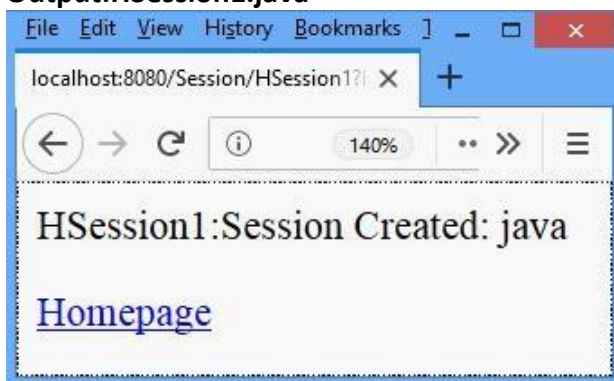 Output:HSession1.java
File Edit View History Bookmarks
localhost:8080/Session/HSession1?
140%
HSession1:Session Created: java
Homepage